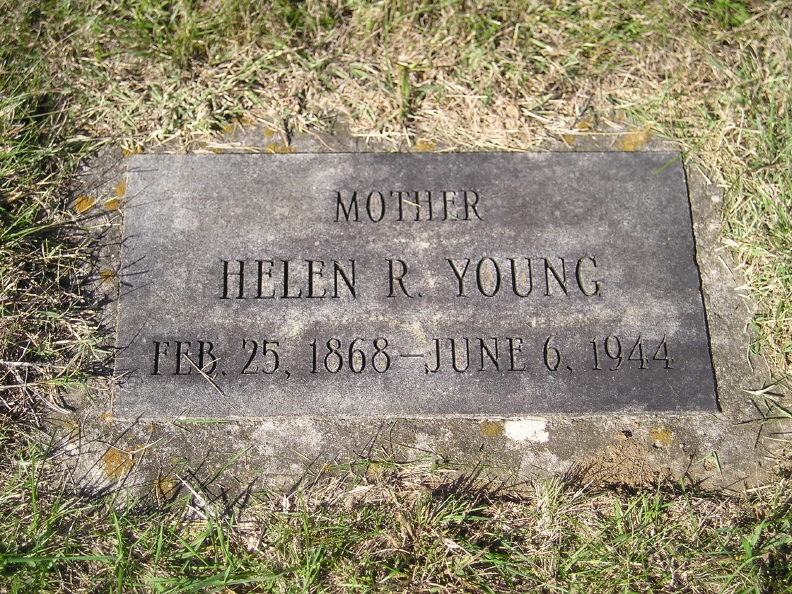 MOTHER
HELEN R. YOUNG
FEB. 25, 1868 – JUNE 6, 1944